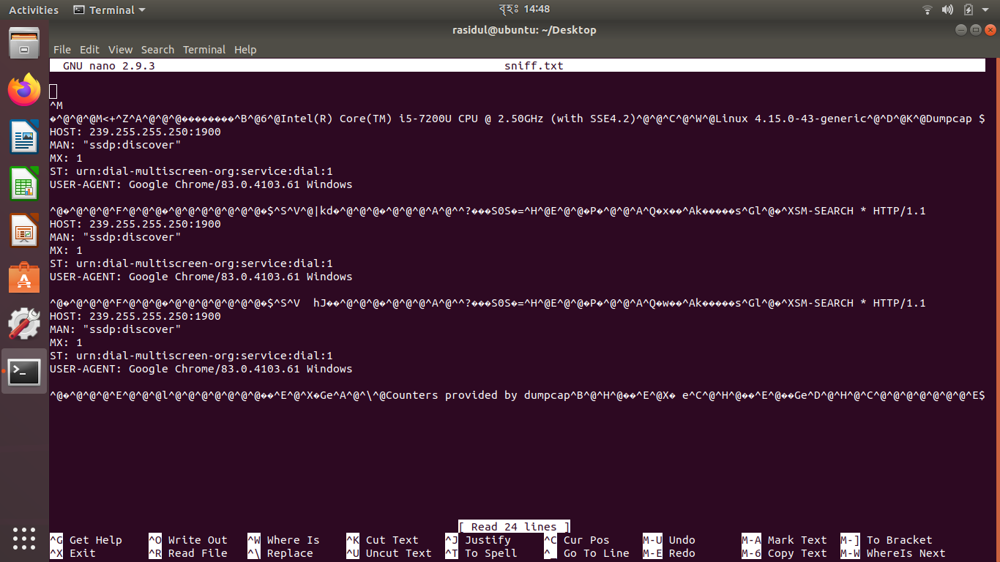 Activities Terminal বৃহঃ 14:48
rasidul@ubuntu: ~/Desktop
File Edit View Search Terminal Help
GNU nano 2.9.3 sniff.txt
^M
�^@^@^@M<+^Z^A^@^@^@��������^B^@6^@Intel(R) Core(TM) i5-7200U CPU @ 2.50GHz (with SSE4.2)^@^@^C^@^W^@Linux 4.15.0-43-generic^@^D^@K^@Dumpcap $
HOST: 239.255.255.250:1900
MAN: "ssdp:discover"
MX: 1
ST: urn:dial-multiscreen-org:service:dial:1
USER-AGENT: Google Chrome/83.0.4103.61 Windows
^@�^@^@^@^F^@^@^@�^@^@^@^@^@^@^@�$^S^V^@|kd�^@^@^@�^@^@^@^A^@^^?���S0S�=^H^@E^@^@�P�^@^@^A^Q�x��^Ak�����s^Gl^@�^XSM-SEARCH * HTTP/1.1
HOST: 239.255.255.250:1900
MAN: "ssdp:discover"
MX: 1
ST: urn:dial-multiscreen-org:service:dial:1
USER-AGENT: Google Chrome/83.0.4103.61 Windows
^@�^@^@^@^F^@^@^@�^@^@^@^@^@^@^@�$^S^V hJ��^@^@^@�^@^@^@^A^@^^?���S0S�=^H^@E^@^@�P�^@^@^A^Q�w��^Ak�����s^Gl^@�^XSM-SEARCH * HTTP/1.1
HOST: 239.255.255.250:1900
MAN: "ssdp:discover"
MX: 1
ST: urn:dial-multiscreen-org:service:dial:1
USER-AGENT: Google Chrome/83.0.4103.61 Windows
^@�^@^@^@^E^@^@^@l^@^@^@^@^@^@^@��^E^@^X�Ge^A^@^\^@Counters provided by dumpcap^B^@^H^@��^E^@X� e^C^@^H^@��^E^@��Ge^D^@^H^@^C^@^@^@^@^@^@^@^E$
[ Read 24 lines ]
^G Get Help ^O Write Out ^W Where Is ^K Cut Text ^J Justify ^C Cur Pos M-U Undo M-A Mark Text M-] To Bracket
^X Exit ^R Read File ^\ Replace ^U Uncut Text ^T To Spell ^_ Go To Line M-E Redo M-6 Copy Text M-W WhereIs Next